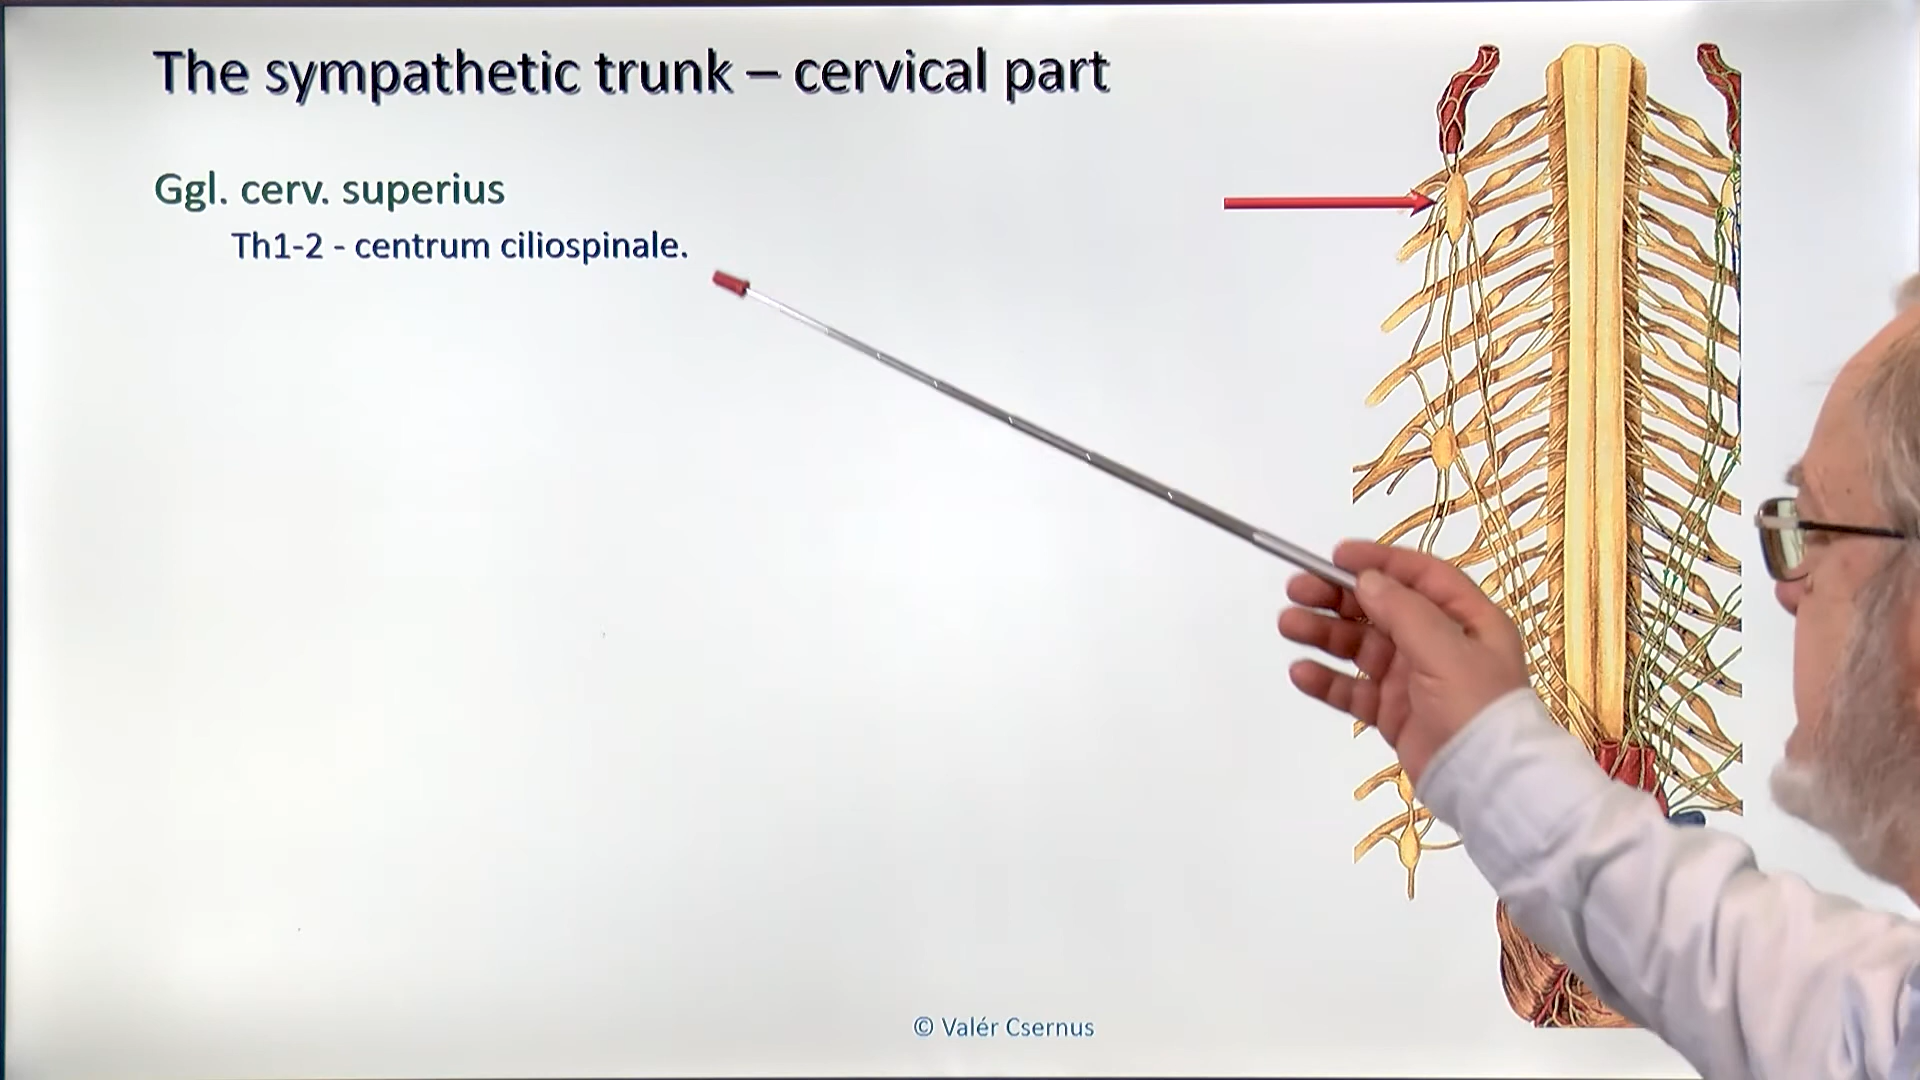 The sympathetic trunk – cervical part
Ggl. cerv. superius
Th1-2 - centrum ciliospinale.
© Valér Csernus